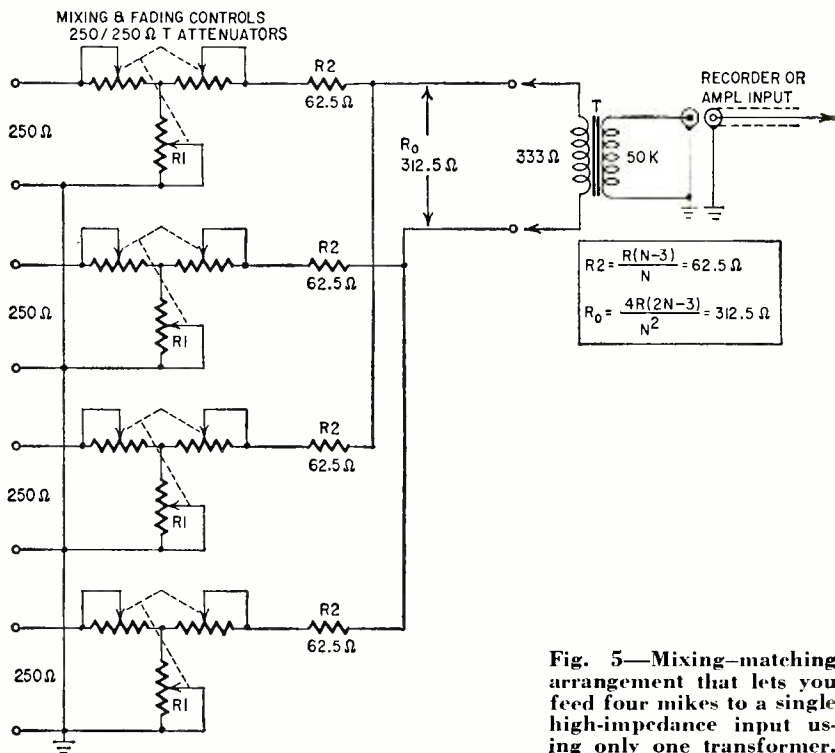 MIXING & FADING CONTROLS
250/250 Ω T ATTENUATORS
R2
62.5 Ω
250 Ω
R1
R0
312.5 Ω
333 Ω
T
50 K
RECORDER OR
AMPL INPUT
R2 = R(N-3)/N = 62.5 Ω
R0 = 4R(2N-3)/N² = 312.5 Ω
R2
62.5 Ω
250 Ω
R1
R2
62.5 Ω
250 Ω
R1
R2
62.5 Ω
250 Ω
R1
Fig. 5—Mixing–matching
arrangement that lets you
feed four mikes to a single
high-impedance input us-
ing only one transformer.